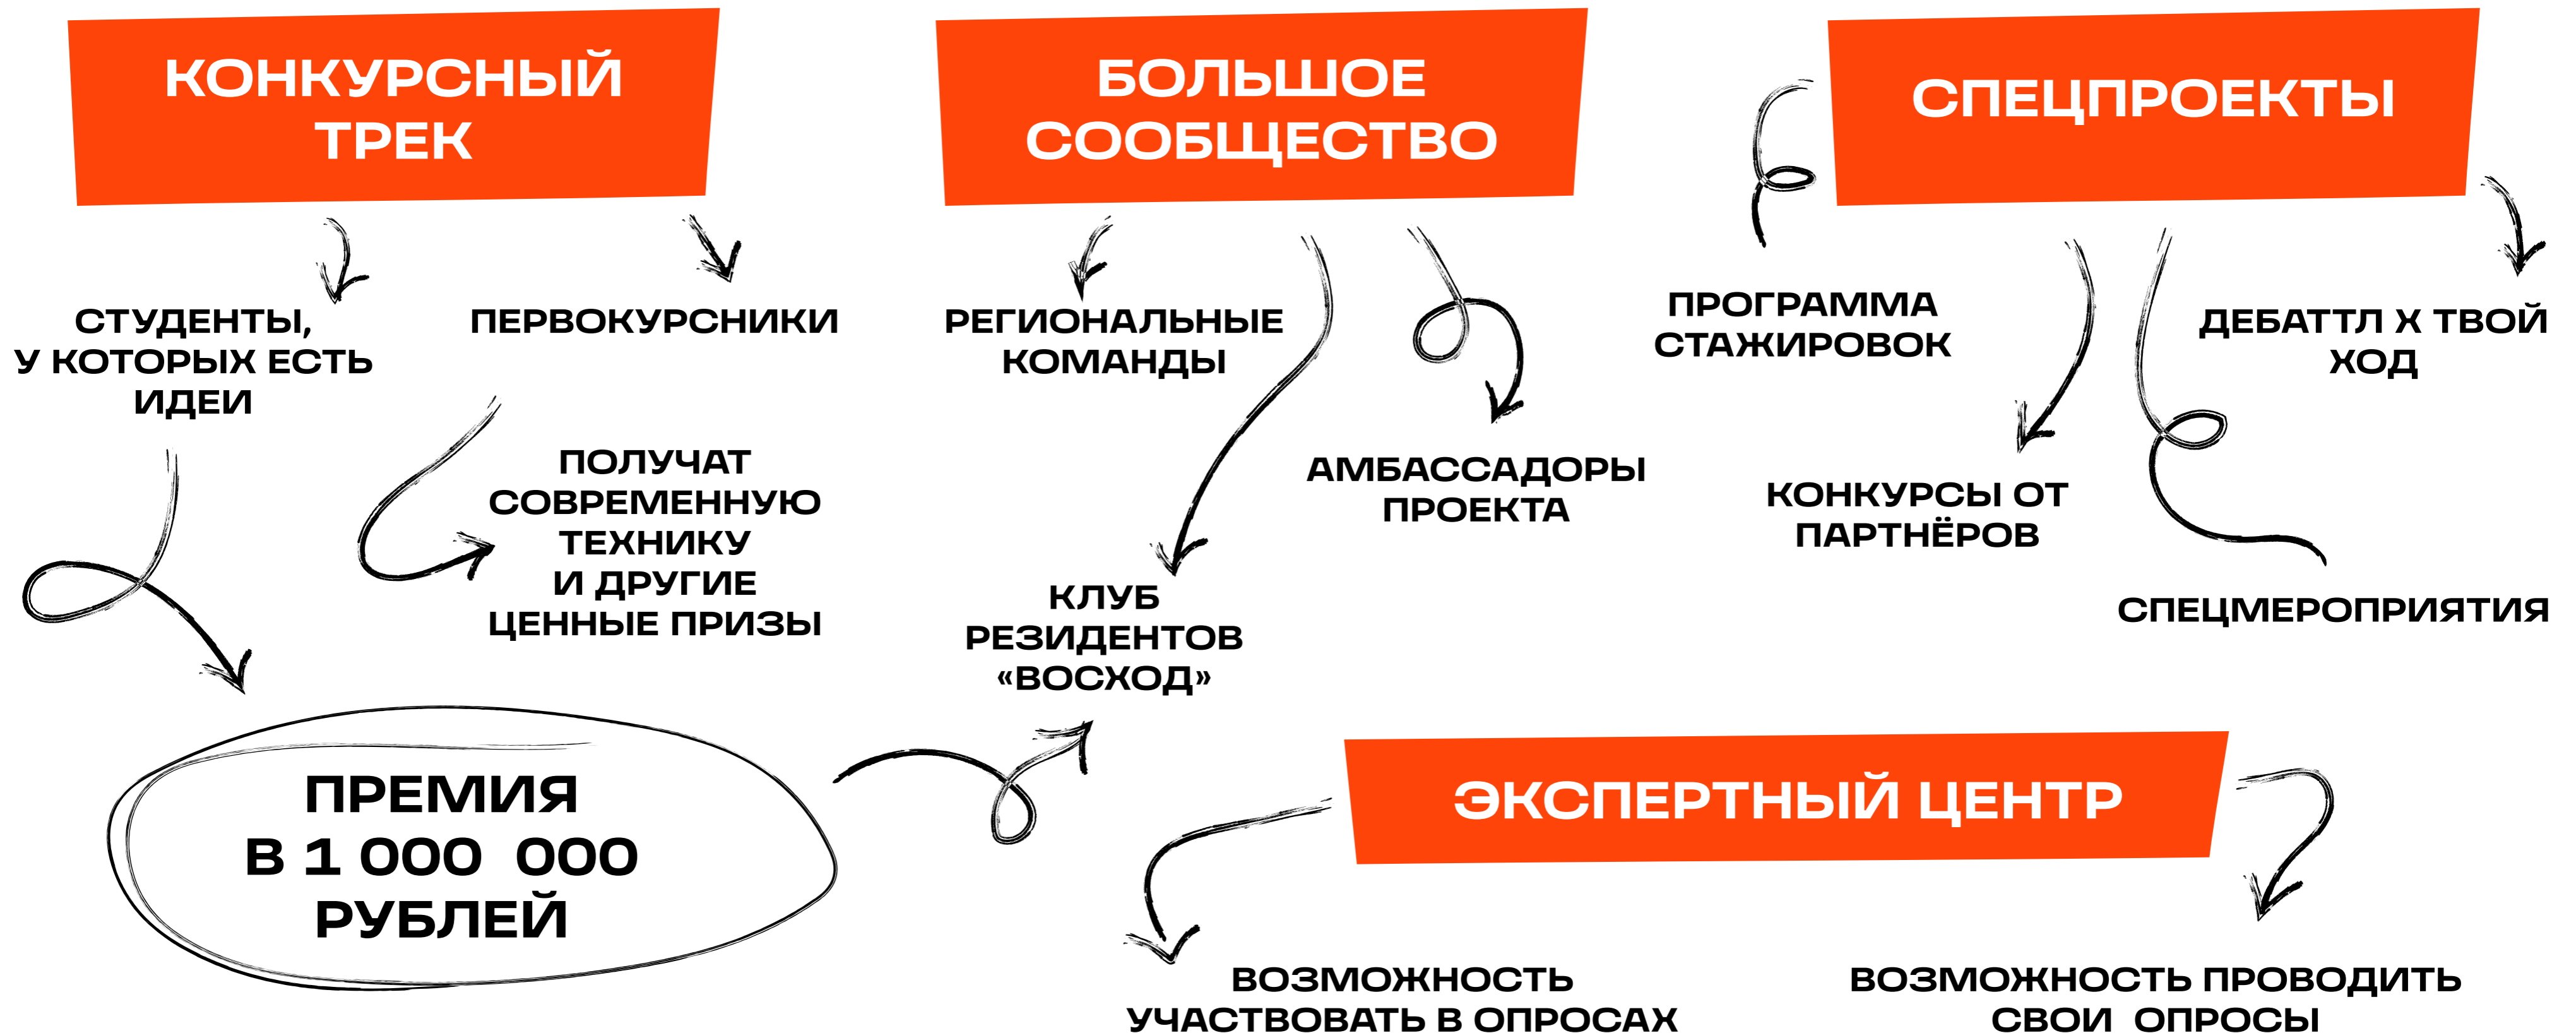 КОНКУРСНЫЙ
ТРЕК
СТУДЕНТЫ,
У КОТОРЫХ ЕСТЬ
ИДЕИ
ПЕРВОКУРСНИКИ
ПОЛУЧАТ
СОВРЕМЕННУЮ
ТЕХНИКУ
И ДРУГИЕ
ЦЕННЫЕ ПРИЗЫ
ПРЕМИЯ
В 1 000 000
РУБЛЕЙ
БОЛЬШОЕ
СООБЩЕСТВО
РЕГИОНАЛЬНЫЕ
КОМАНДЫ
АМБАССАДОРЫ
ПРОЕКТА
КЛУБ
РЕЗИДЕНТОВ
«ВОСХОД»
СПЕЦПРОЕКТЫ
ПРОГРАММА
СТАЖИРОВОК
ДЕБАТТЛ Х ТВОЙ
ХОД
КОНКУРСЫ ОТ
ПАРТНЁРОВ
СПЕЦМЕРОПРИЯТИЯ
ЭКСПЕРТНЫЙ ЦЕНТР
ВОЗМОЖНОСТЬ
УЧАСТВОВАТЬ В ОПРОСАХ
ВОЗМОЖНОСТЬ ПРОВОДИТЬ
СВОИ ОПРОСЫ